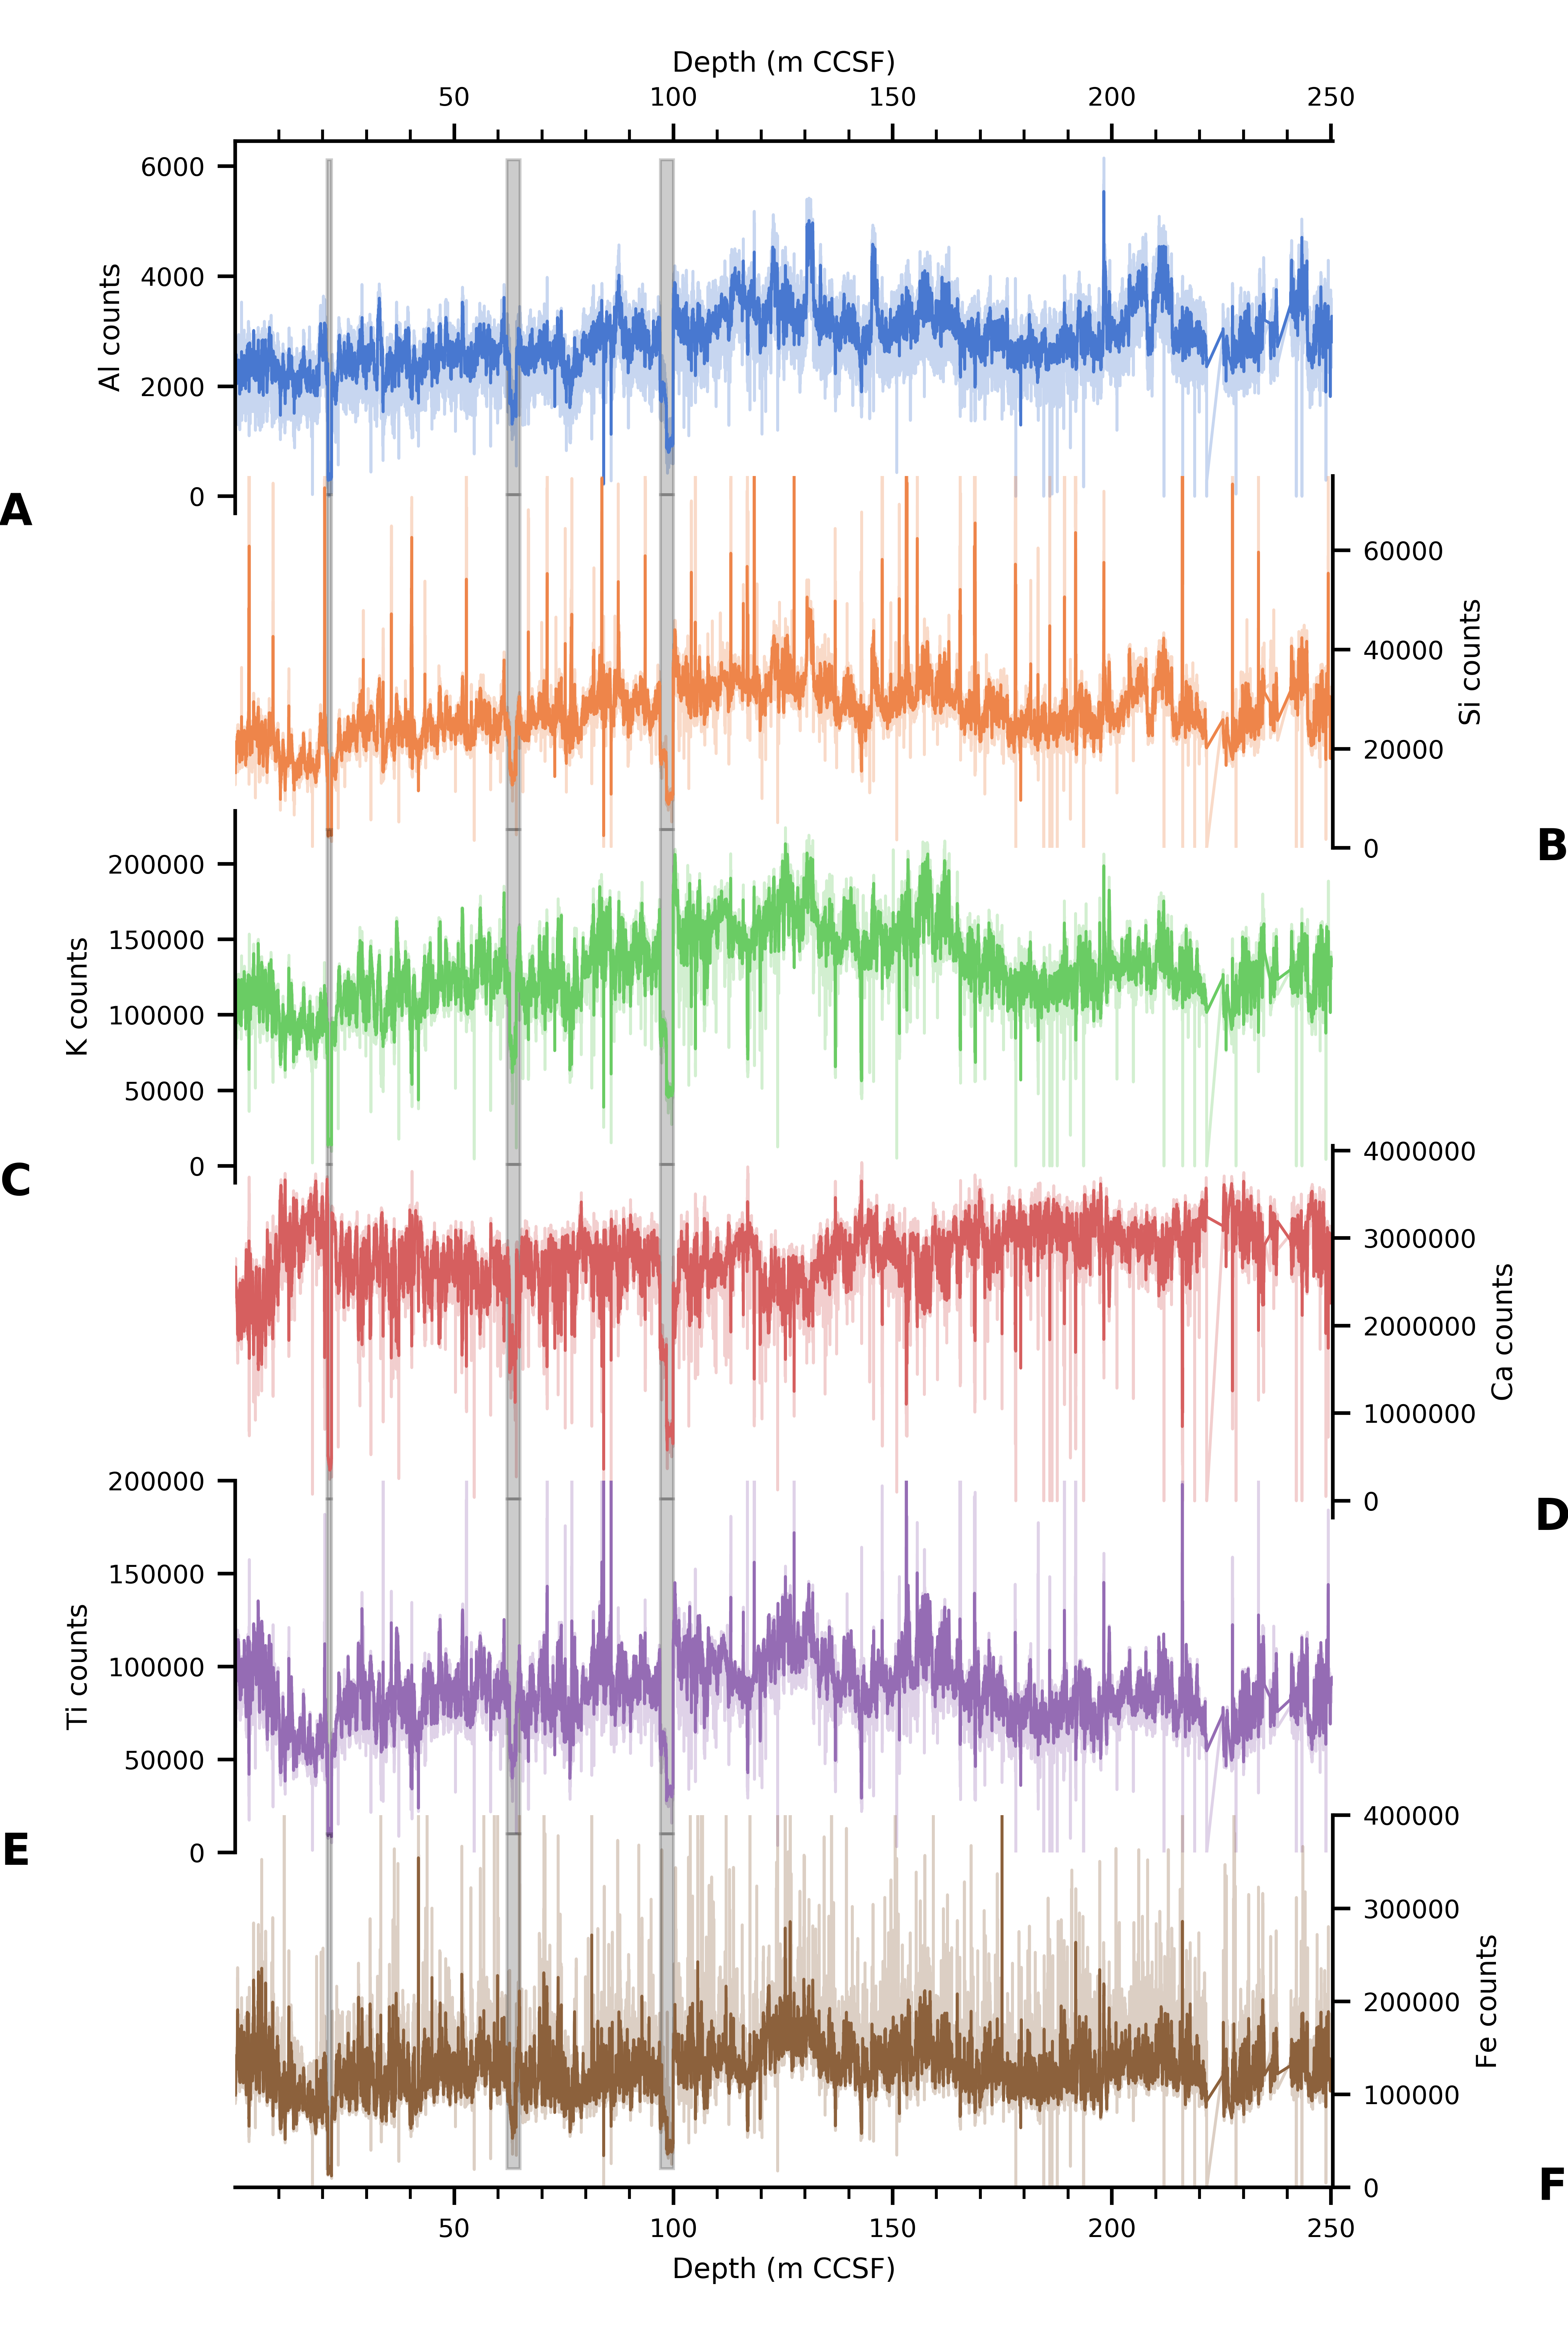 Depth (m CCSF)
50 100 150 200 250
6000
4000
2000
0
Al counts
A
60000
40000
20000
0
Si counts
B
200000
150000
100000
50000
0
K counts
C
4000000
3000000
2000000
1000000
0
Ca counts
D
200000
150000
100000
50000
0
Ti counts
E
400000
300000
200000
100000
0
Fe counts
F
50 100 150 200 250
Depth (m CCSF)